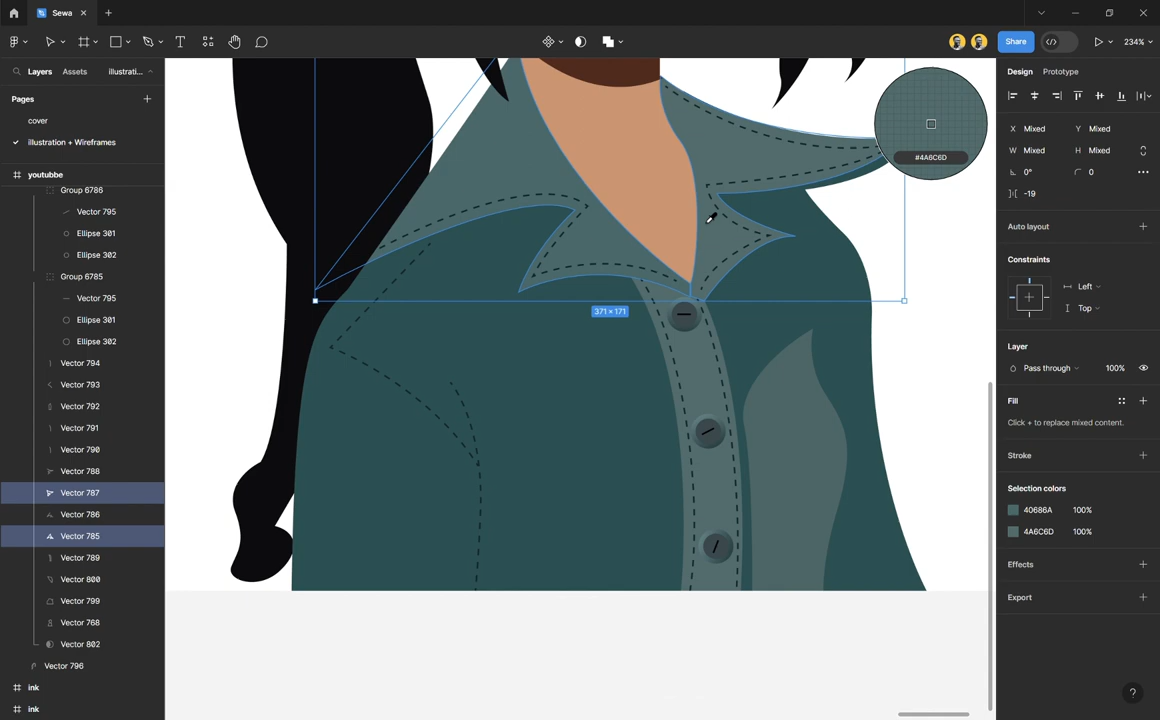 Sewa
Share
234%
Layers
Assets
illustrati...
Pages
cover
illustration + Wireframes
youtubbe
Group 6786
Vector 795
Ellipse 301
Ellipse 302
Group 6785
Vector 795
Ellipse 301
Ellipse 302
Vector 794
Vector 793
Vector 792
Vector 791
Vector 790
Vector 788
Vector 787
Vector 786
Vector 785
Vector 789
Vector 800
Vector 799
Vector 768
Vector 802
Vector 796
ink
ink
#4A6C6D
371 × 171
Design
Prototype
X Mixed Y Mixed
W Mixed H Mixed
0° 0
-19
Auto layout
Constraints
Left
Top
Layer
Pass through 100%
Fill
Click + to replace mixed content.
Stroke
Selection colors
40686A 100%
4A6C6D 100%
Effects
Export
?